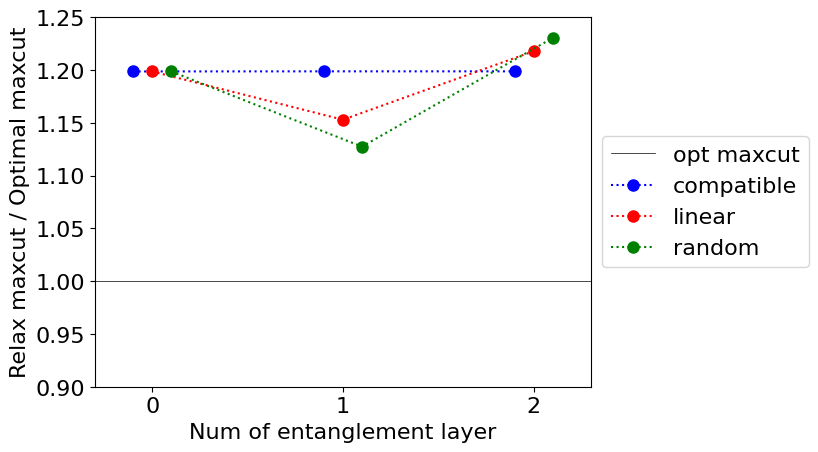 1.25
1.20
1.15
1.10
1.05
1.00
0.95
0.90
Relax maxcut / Optimal maxcut
0 1 2
Num of entanglement layer
opt maxcut
compatible
linear
random